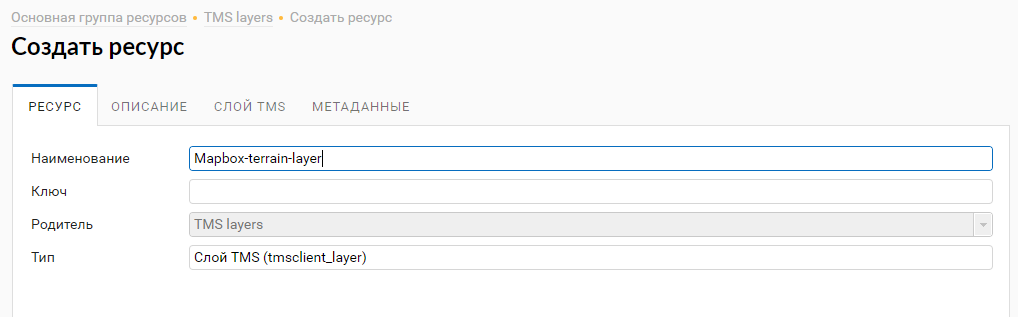 Основная группа ресурсов • TMS layers • Создать ресурс
Создать ресурс
РЕСУРС ОПИСАНИЕ СЛОЙ TMS МЕТАДАННЫЕ
Наименование Mapbox-terrain-layer
Ключ
Родитель TMS layers
Тип Слой TMS (tmsclient_layer)